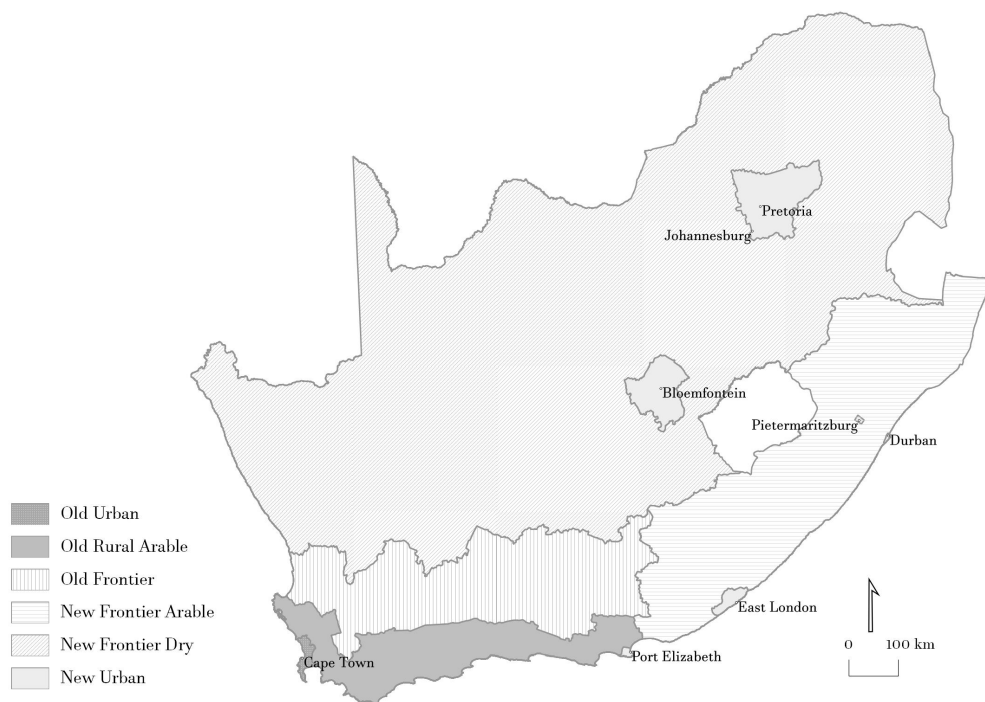 Pretoria
Johannesburg
Bloemfontein
Pietermaritzburg
Durban
East London
Port Elizabeth
Cape Town
Old Urban
Old Rural Arable
Old Frontier
New Frontier Arable
New Frontier Dry
New Urban
0 100 km